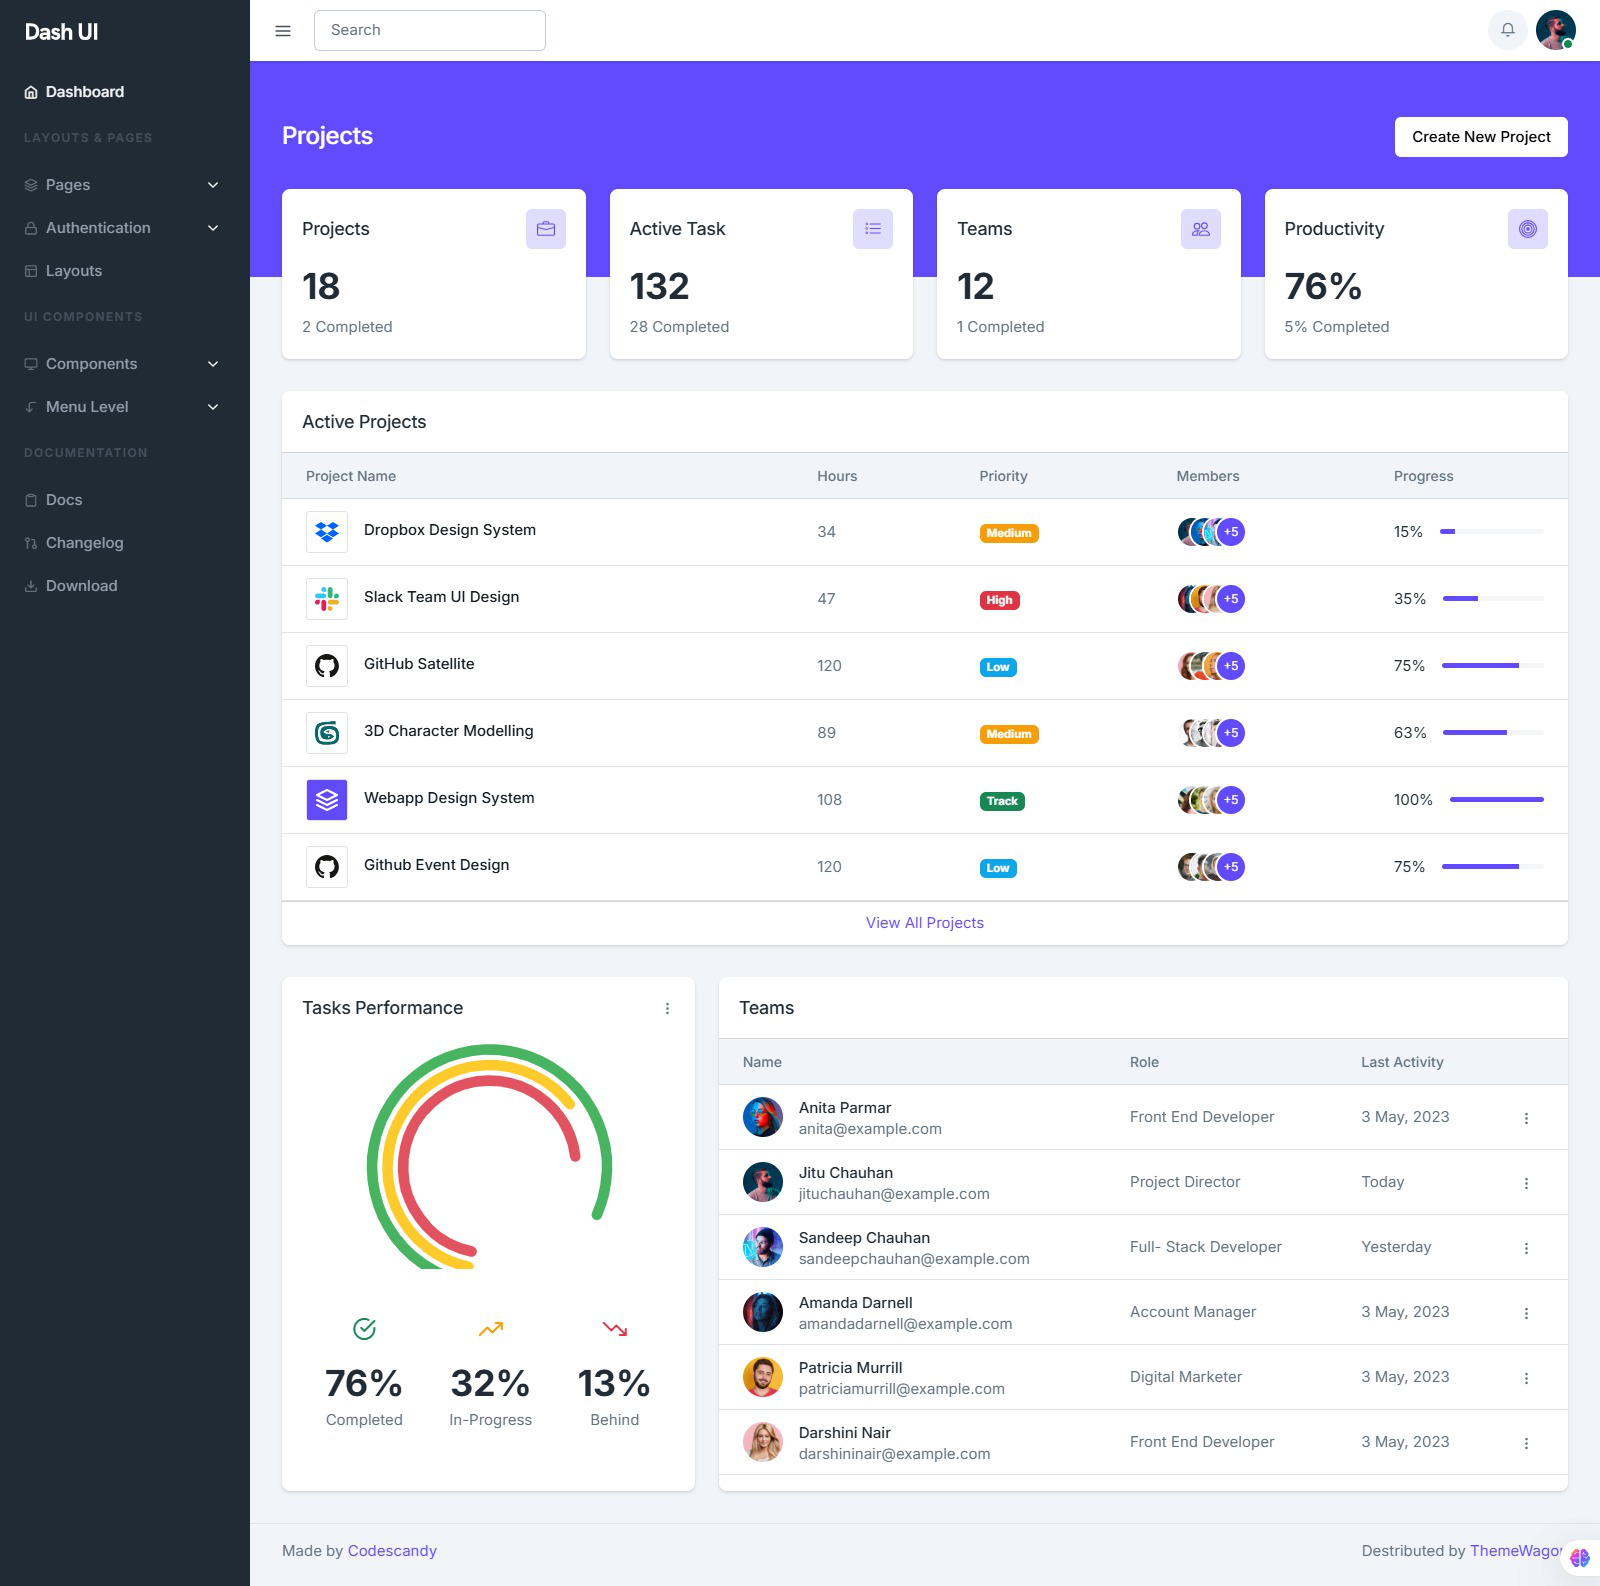 Dash UI
Search
Dashboard
LAYOUTS & PAGES
Pages
Authentication
Layouts
UI COMPONENTS
Components
Menu Level
DOCUMENTATION
Docs
Changelog
Download
Projects
Create New Project
Projects
18
2 Completed
Active Task
132
28 Completed
Teams
12
1 Completed
Productivity
76%
5% Completed
Active Projects
Project Name Hours Priority Members Progress
Dropbox Design System 34 Medium +5 15%
Slack Team UI Design 47 High +5 35%
GitHub Satellite 120 Low +5 75%
3D Character Modelling 89 Medium +5 63%
Webapp Design System 108 Track +5 100%
Github Event Design 120 Low +5 75%
View All Projects
Tasks Performance
76%
Completed
32%
In-Progress
13%
Behind
Teams
Name Role Last Activity
Anita Parmar
anita@example.com
Front End Developer 3 May, 2023
Jitu Chauhan
jituchauhan@example.com
Project Director Today
Sandeep Chauhan
sandeepchauhan@example.com
Full- Stack Developer Yesterday
Amanda Darnell
amandadarnell@example.com
Account Manager 3 May, 2023
Patricia Murrill
patriciamurrill@example.com
Digital Marketer 3 May, 2023
Darshini Nair
darshininair@example.com
Front End Developer 3 May, 2023
Made by Codescandy
Destributed by ThemeWagon